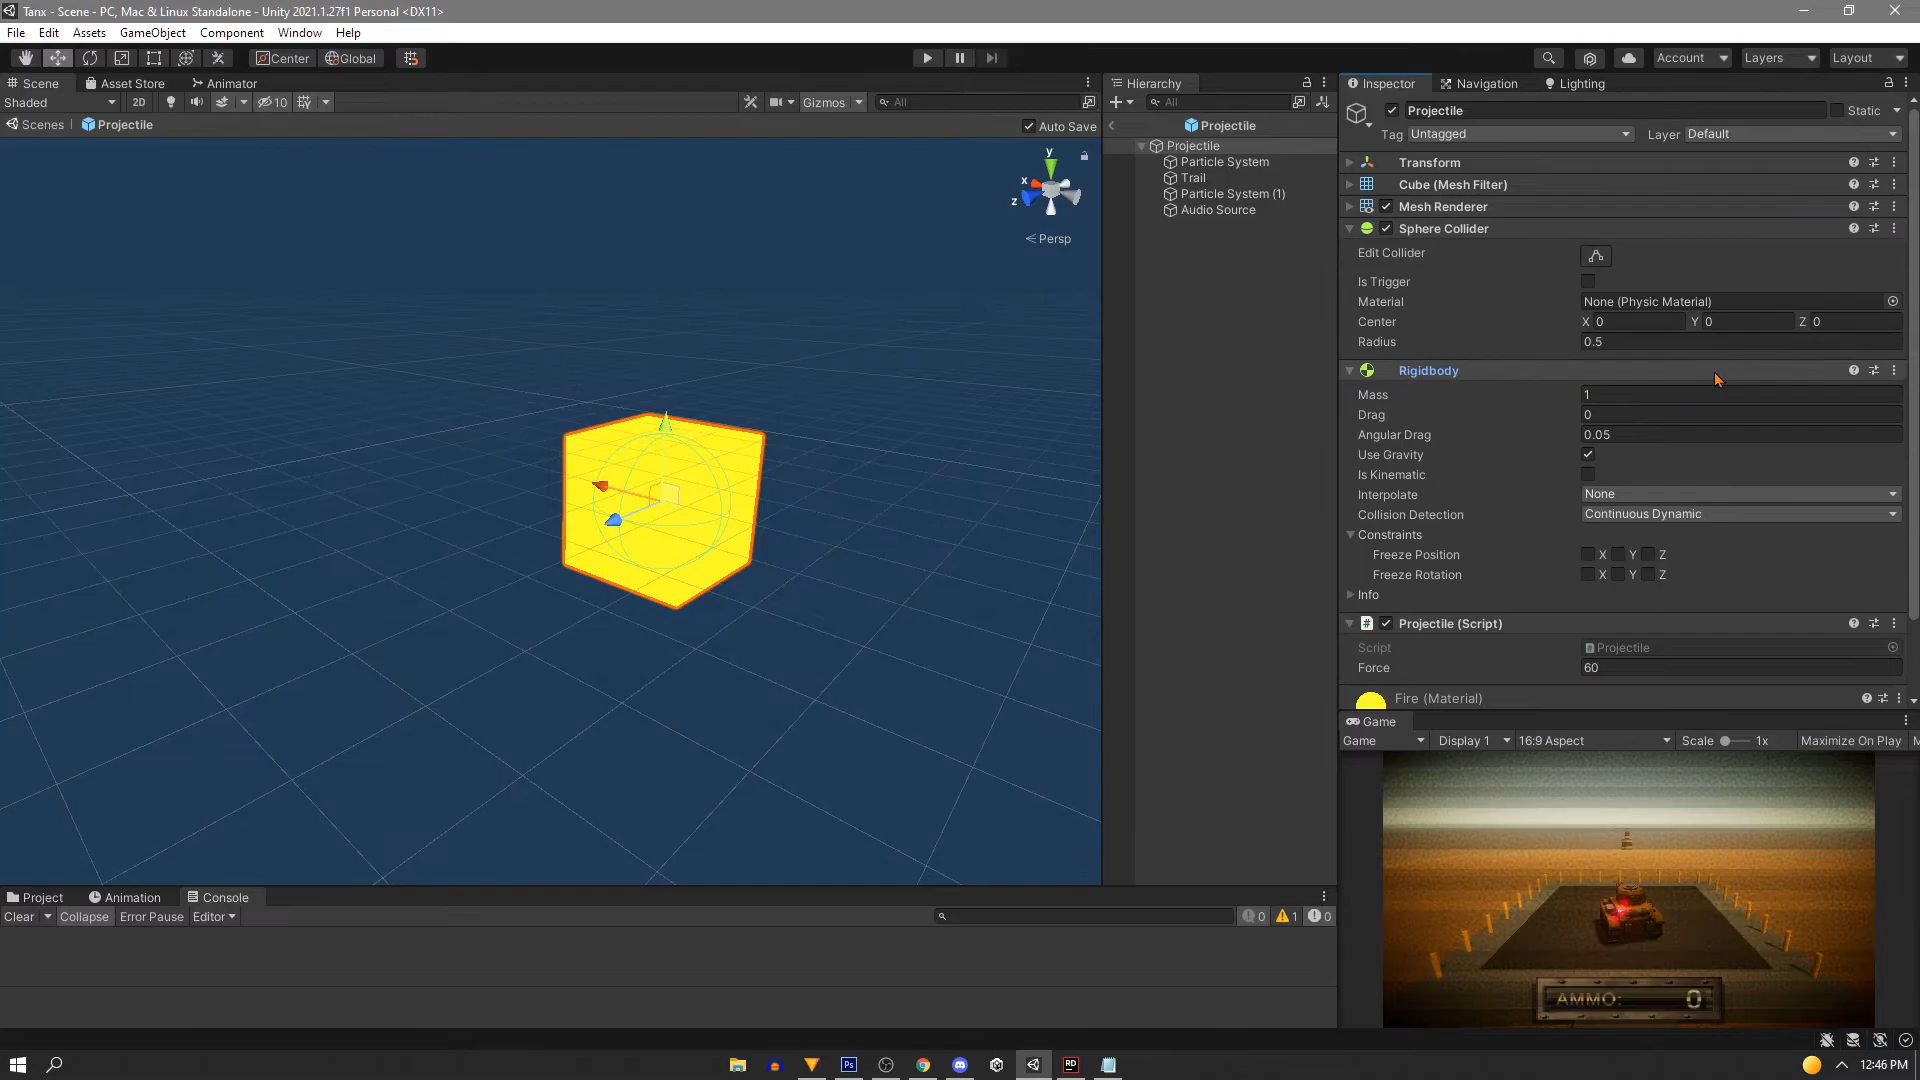 Tanx - Scene - PC, Mac & Linux Standalone - Unity 2021.1.27f1 Personal <DX11>
File Edit Assets GameObject Component Window Help
Center Global Account Layers Layout
Scene Asset Store Animator
Shaded 2D 10 Gizmos All
Scenes Projectile Auto Save
y
x
z
Persp
Hierarchy
All
Projectile
Projectile
Particle System
Trail
Particle System (1)
Audio Source
Inspector Navigation Lighting
Projectile Static
Tag Untagged Layer Default
Transform
Cube (Mesh Filter)
Mesh Renderer
Sphere Collider
Edit Collider
Is Trigger
Material None (Physic Material)
Center X 0 Y 0 Z 0
Radius 0.5
Rigidbody
Mass 1
Drag 0
Angular Drag 0.05
Use Gravity
Is Kinematic
Interpolate None
Collision Detection Continuous Dynamic
Constraints
Freeze Position X Y Z
Freeze Rotation X Y Z
Info
Projectile (Script)
Script Projectile
Force 60
Fire (Material)
Game
Game Display 1 16:9 Aspect Scale 1x Maximize On Play M
AMMO: 0
Project Animation Console
Clear Collapse Error Pause Editor 0 1 0
Ps RD 12:46 PM